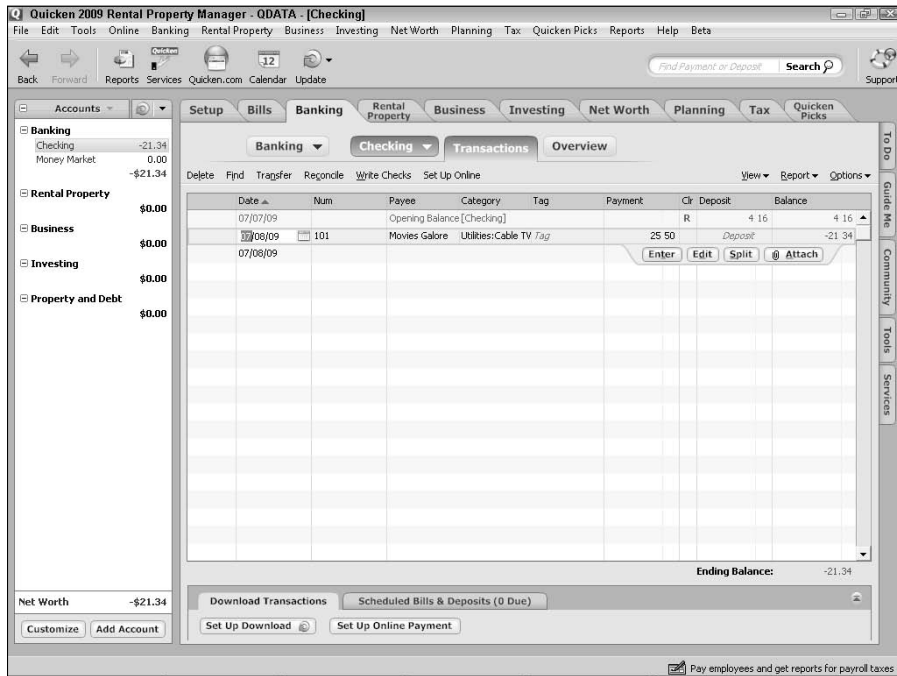 Quicken 2009 Rental Property Manager - QDATA - [Checking]
File Edit Tools Online Banking Rental Property Business Investing Net Worth Planning Tax Quicken Picks Reports Help Beta
Quicken
12
Back Forward Reports Services Quicken.com Calendar Update
Find Payment or Deposit Search
Support
Accounts
Setup Bills Banking Rental Property Business Investing Net Worth Planning Tax Quicken Picks
Banking
Checking -21.34
Money Market 0.00
-$21.34
Rental Property
$0.00
Business
$0.00
Investing
$0.00
Property and Debt
$0.00
Banking Checking Transactions Overview
Delete Find Transfer Reconcile Write Checks Set Up Online View Report Options
Date Num Payee Category Tag Payment Clr Deposit Balance
07/07/09 Opening Balance [Checking] R 4 16 4 16
07/08/09 101 Movies Galore Utilities:Cable TV Tag 25 50 Deposit -21 34
07/08/09 Enter Edit Split Attach
To Do
Guide Me
Community
Tools
Services
Ending Balance: -21.34
Net Worth -$21.34
Customize Add Account
Download Transactions Scheduled Bills & Deposits (0 Due)
Set Up Download Set Up Online Payment
Pay employees and get reports for payroll taxes